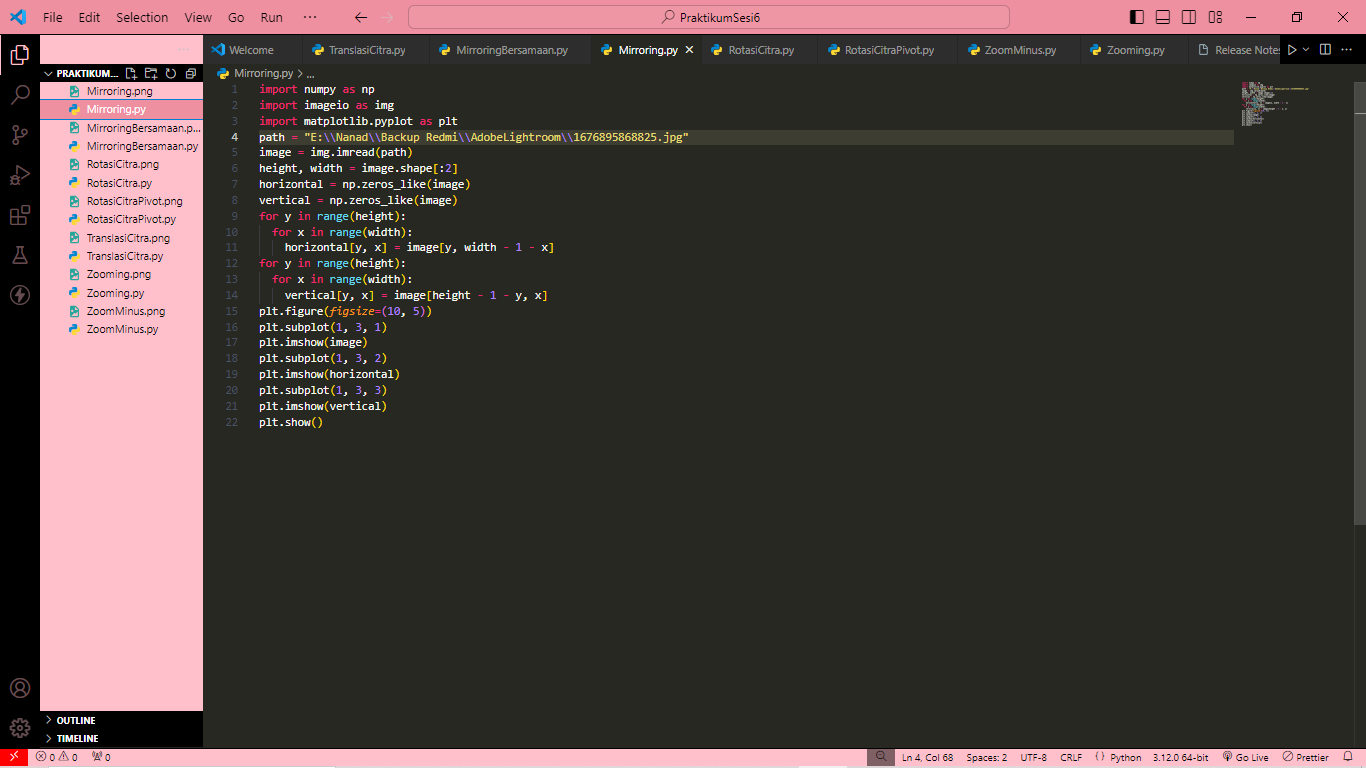 File Edit Selection View Go Run ··· PraktikumSesi6
Welcome TranslasiCitra.py MirroringBersamaan.py Mirroring.py RotasiCitra.py RotasiCitraPivot.py ZoomMinus.py Zooming.py Release Notes
PRAKTIKUM...
Mirroring.png
Mirroring.py
MirroringBersamaan.p...
MirroringBersamaan.py
RotasiCitra.png
RotasiCitra.py
RotasiCitraPivot.png
RotasiCitraPivot.py
TranslasiCitra.png
TranslasiCitra.py
Zooming.png
Zooming.py
ZoomMinus.png
ZoomMinus.py
OUTLINE
TIMELINE
Mirroring.py > ...
1 import numpy as np
2 import imageio as img
3 import matplotlib.pyplot as plt
4 path = "E:\\Nanad\\Backup Redmi\\AdobeLightroom\\1676895868825.jpg"
5 image = img.imread(path)
6 height, width = image.shape[:2]
7 horizontal = np.zeros_like(image)
8 vertical = np.zeros_like(image)
9 for y in range(height):
10 for x in range(width):
11 horizontal[y, x] = image[y, width - 1 - x]
12 for y in range(height):
13 for x in range(width):
14 vertical[y, x] = image[height - 1 - y, x]
15 plt.figure(figsize=(10, 5))
16 plt.subplot(1, 3, 1)
17 plt.imshow(image)
18 plt.subplot(1, 3, 2)
19 plt.imshow(horizontal)
20 plt.subplot(1, 3, 3)
21 plt.imshow(vertical)
22 plt.show()
0 0 0 Ln 4, Col 68 Spaces: 2 UTF-8 CRLF Python 3.12.0 64-bit Go Live Prettier